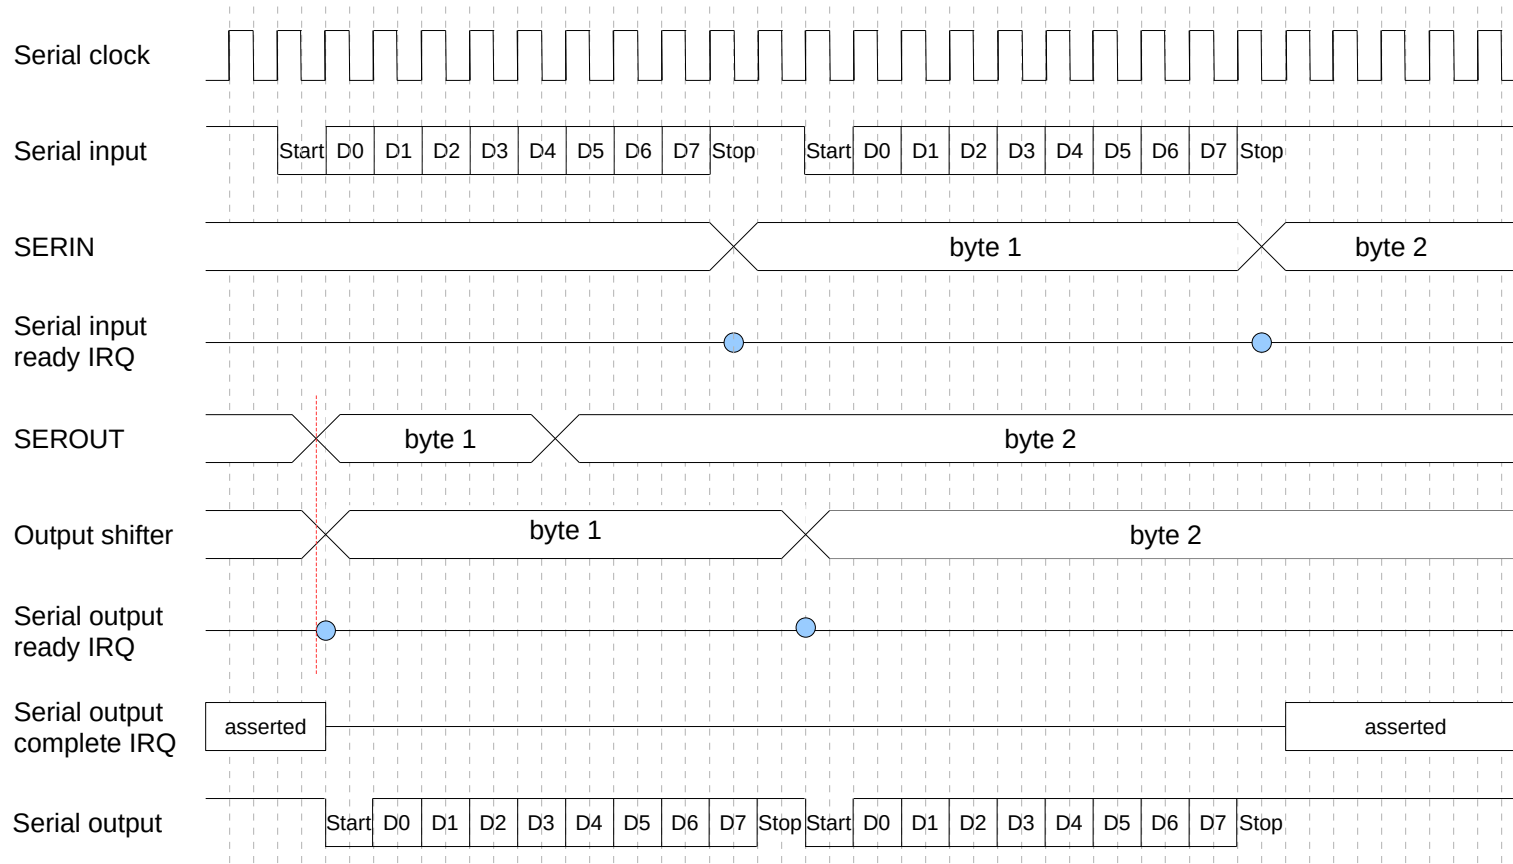 Serial clock
Serial input
Start D0 D1 D2 D3 D4 D5 D6 D7 Stop Start D0 D1 D2 D3 D4 D5 D6 D7 Stop
SERIN
byte 1 byte 2
Serial input
ready IRQ
SEROUT
byte 1 byte 2
Output shifter
byte 1 byte 2
Serial output
ready IRQ
Serial output
complete IRQ
asserted asserted
Serial output
Start D0 D1 D2 D3 D4 D5 D6 D7 Stop Start D0 D1 D2 D3 D4 D5 D6 D7 Stop